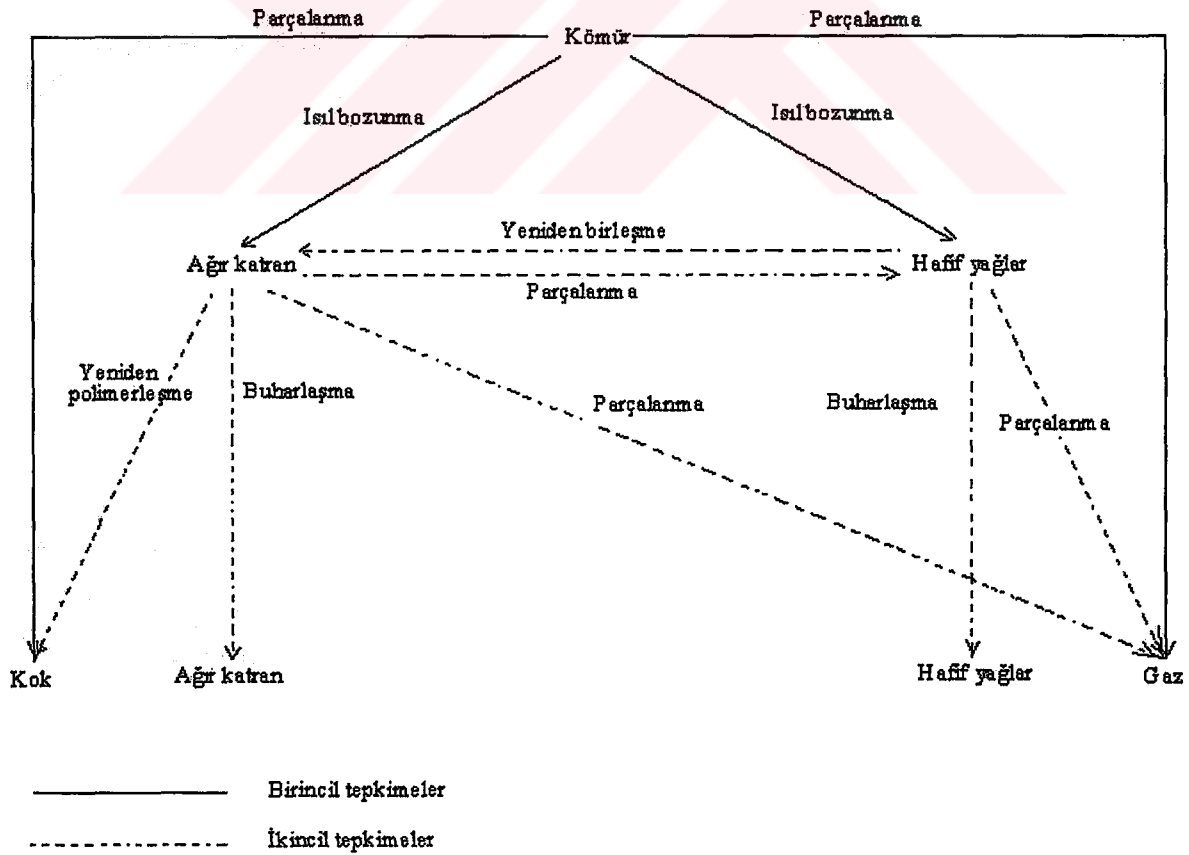 Parçalanma
Parçalanma
Kömür
Isılbozunma
Isılbozunma
Yeniden birleşme
Ağır katran
Hafif yağlar
Parçalanma
Yeniden
polimerleşme
Buharlaşma
Parçalanma
Buharlaşma
Parçalanma
Kok
Ağır katran
Hafif yağlar
Gaz
Birincil tepkimeler
İkincil tepkimeler